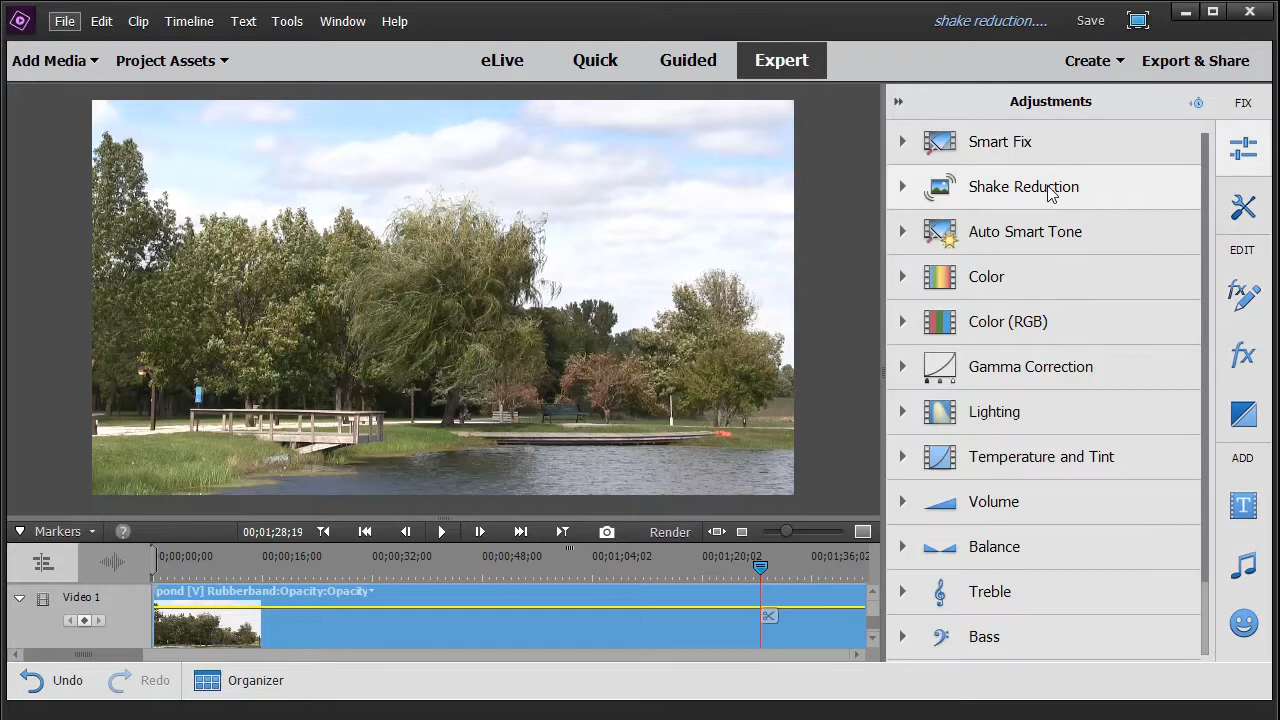 File Edit Clip Timeline Text Tools Window Help
shake reduction.... Save
Add Media Project Assets
eLive Quick Guided Expert
Create Export & Share
Adjustments
Smart Fix
Shake Reduction
Auto Smart Tone
Color
Color (RGB)
Gamma Correction
Lighting
Temperature and Tint
Volume
Balance
Treble
Bass
FIX
EDIT
ADD
Markers 00;01;28;19 Render
0;00;00;00 00;00;16;00 00;00;32;00 00;00;48;00 00;01;04;02 00;01;20;02 00;01;36;02
Video 1
pond [V] Rubberband:Opacity:Opacity
Undo Redo Organizer